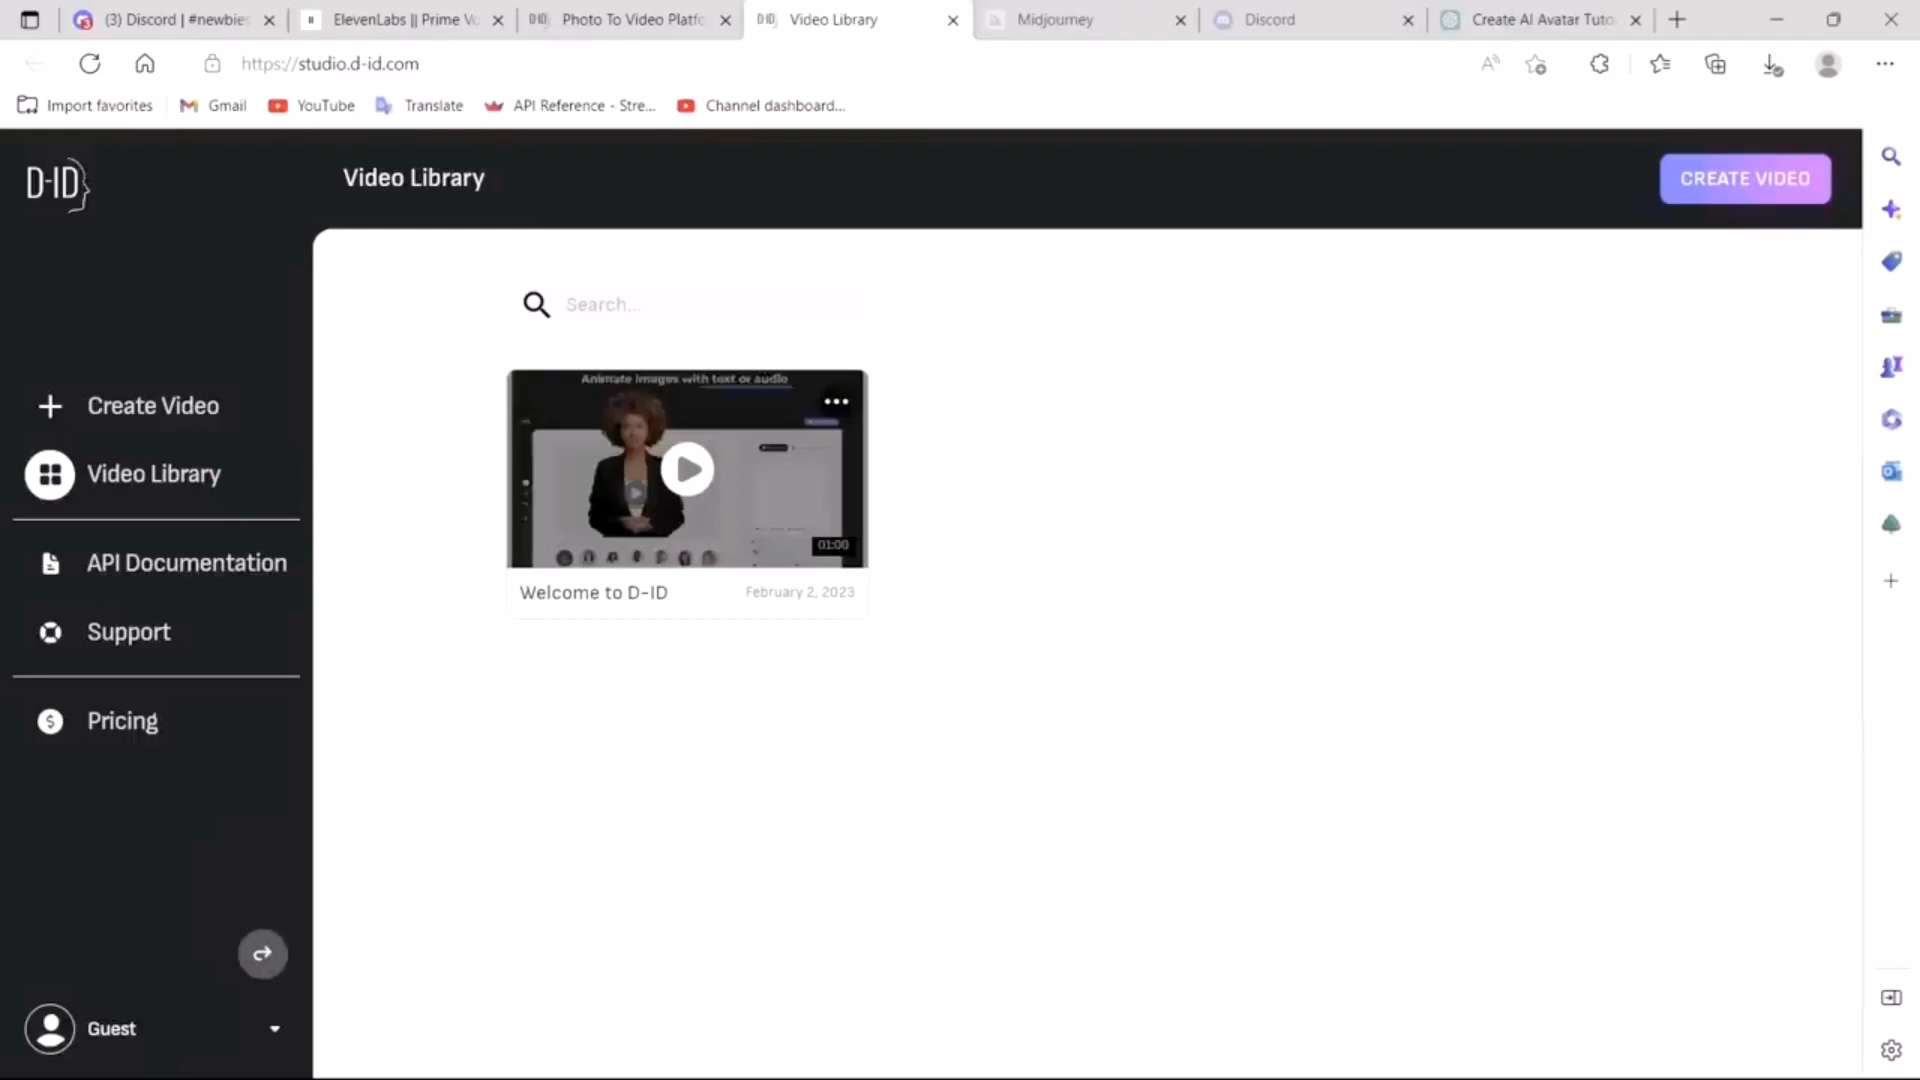 (3) Discord | #newbies
ElevenLabs || Prime Vo
Photo To Video Platfo
Video Library
Midjourney
Discord
Create AI Avatar Tuto
https://studio.d-id.com
Import favorites
Gmail
YouTube
Translate
API Reference - Stre...
Channel dashboard...
D-ID
Video Library
CREATE VIDEO
Search...
Create Video
Video Library
API Documentation
Support
Pricing
Guest
Animate images with text or audio
01:00
Welcome to D-ID
February 2, 2023